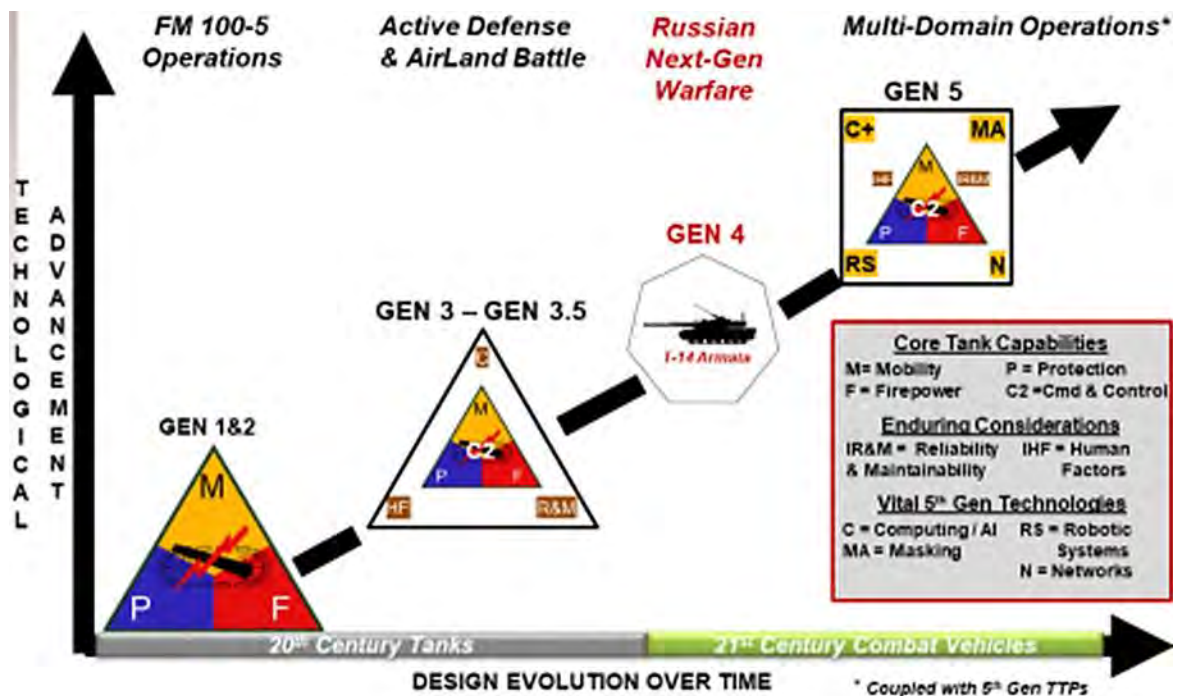 FM 100-5
Operations
Active Defense
& AirLand Battle
Russian
Next-Gen
Warfare
Multi-Domain Operations*
TECHNOLOGICAL
ADVANCEMENT
GEN 1&2
M
P
F
GEN 3 – GEN 3.5
C
M
C2
P
F
HF
R&M
GEN 4
T-14 Armata
GEN 5
C+
MA
HF
IR&M
M
C2
P
F
RS
N
Core Tank Capabilities
M= Mobility
P = Protection
F = Firepower
C2 =Cmd & Control
Enduring Considerations
IR&M = Reliability
& Maintainability
IHF = Human
Factors
Vital 5th Gen Technologies
C = Computing / AI
RS = Robotic
Systems
MA = Masking
N = Networks
20th Century Tanks
21st Century Combat Vehicles
DESIGN EVOLUTION OVER TIME
* Coupled with 5th Gen TTPs